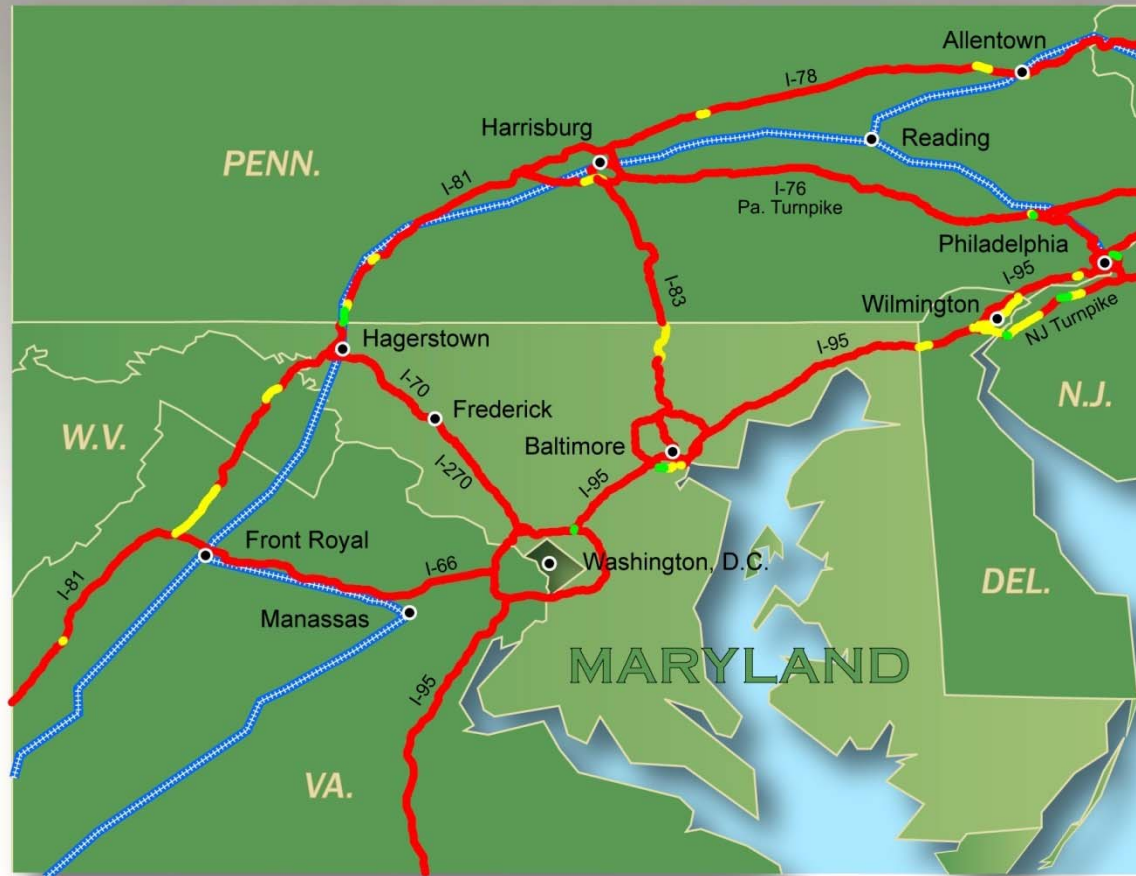 Allentown
I-78
Harrisburg
Reading
PENN.
I-81
I-76
Pa. Turnpike
Philadelphia
I-95
I-83
Wilmington
NJ Turnpike
Hagerstown
I-95
I-70
Frederick
N.J.
W.V.
Baltimore
I-270
I-95
Front Royal
Washington, D.C.
I-66
I-81
DEL.
Manassas
MARYLAND
I-95
VA.